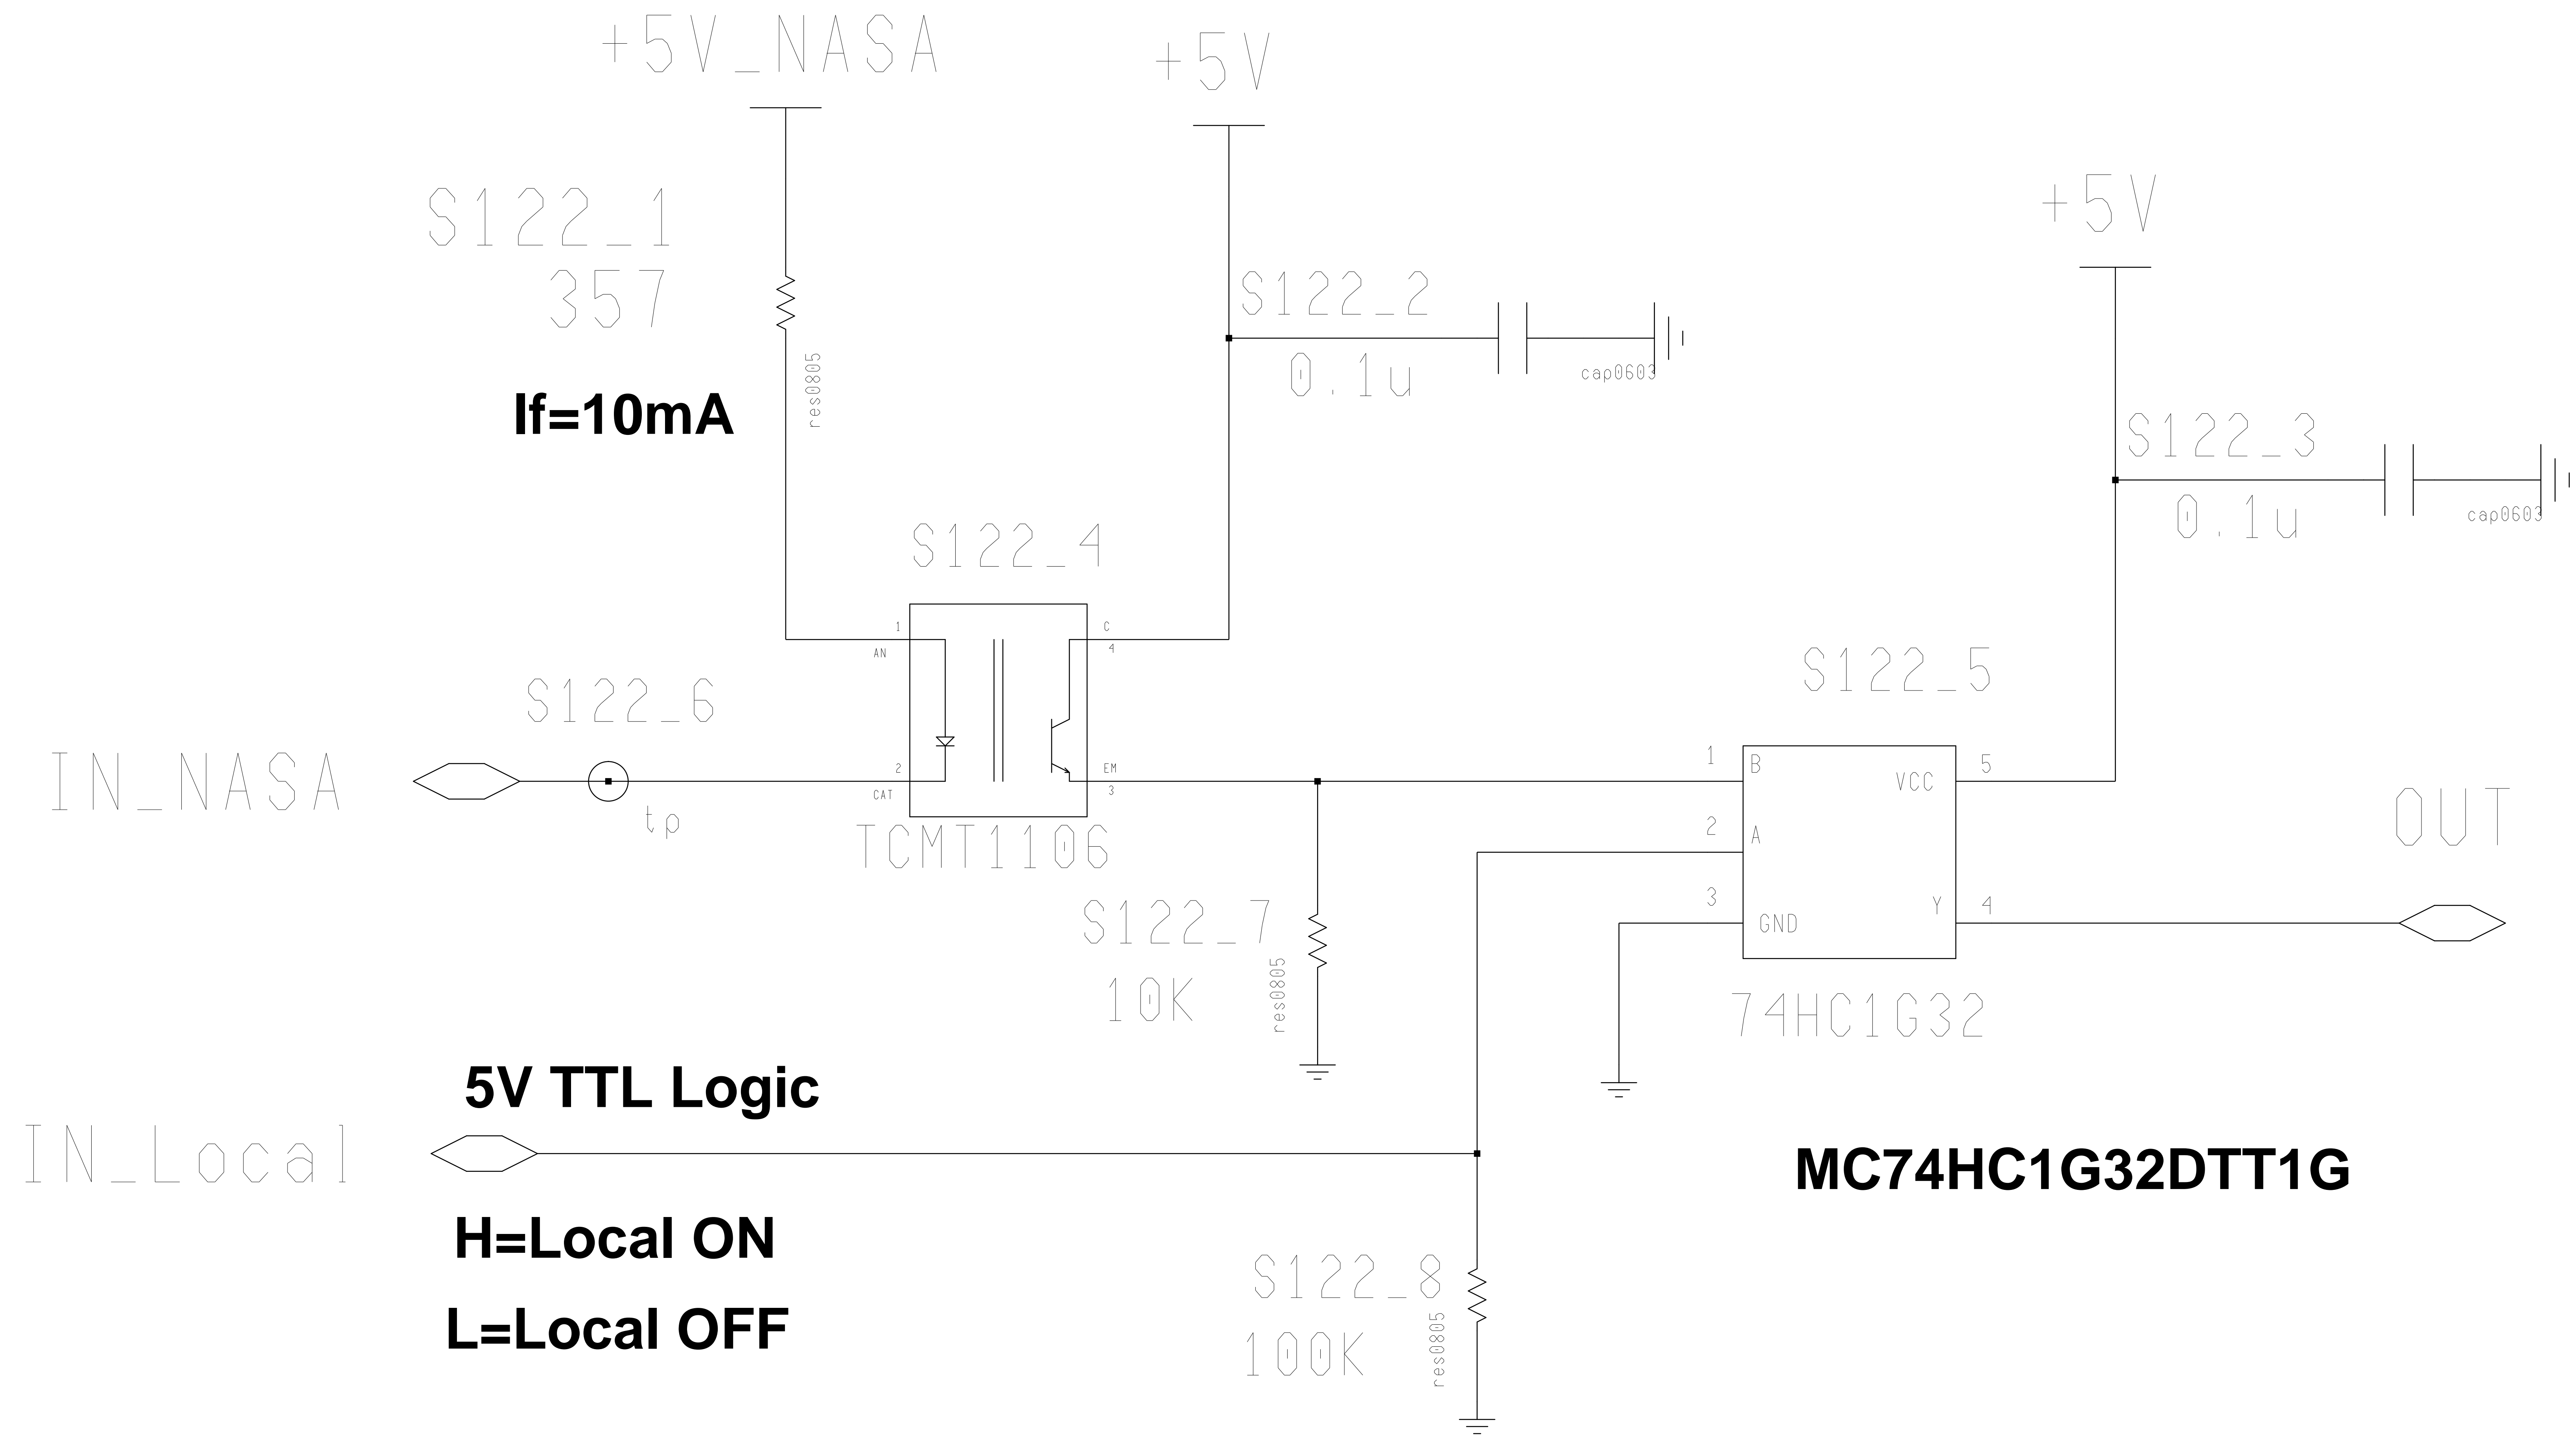 +5V_NASA
+5V
+5V
S122_1
357
res0805
If=10mA
S122_2
0.1u
cap0603
S122_3
0.1u
cap0603
S122_4
1
AN
C
4
2
CAT
EM
3
TCMT1106
S122_6
tp
IN_NASA
S122_5
1
B
VCC
5
2
A
3
GND
Y
4
74HC1G32
OUT
S122_7
10K
res0805
5V TTL Logic
IN_Local
H=Local ON
L=Local OFF
MC74HC1G32DTT1G
S122_8
100K
res0805